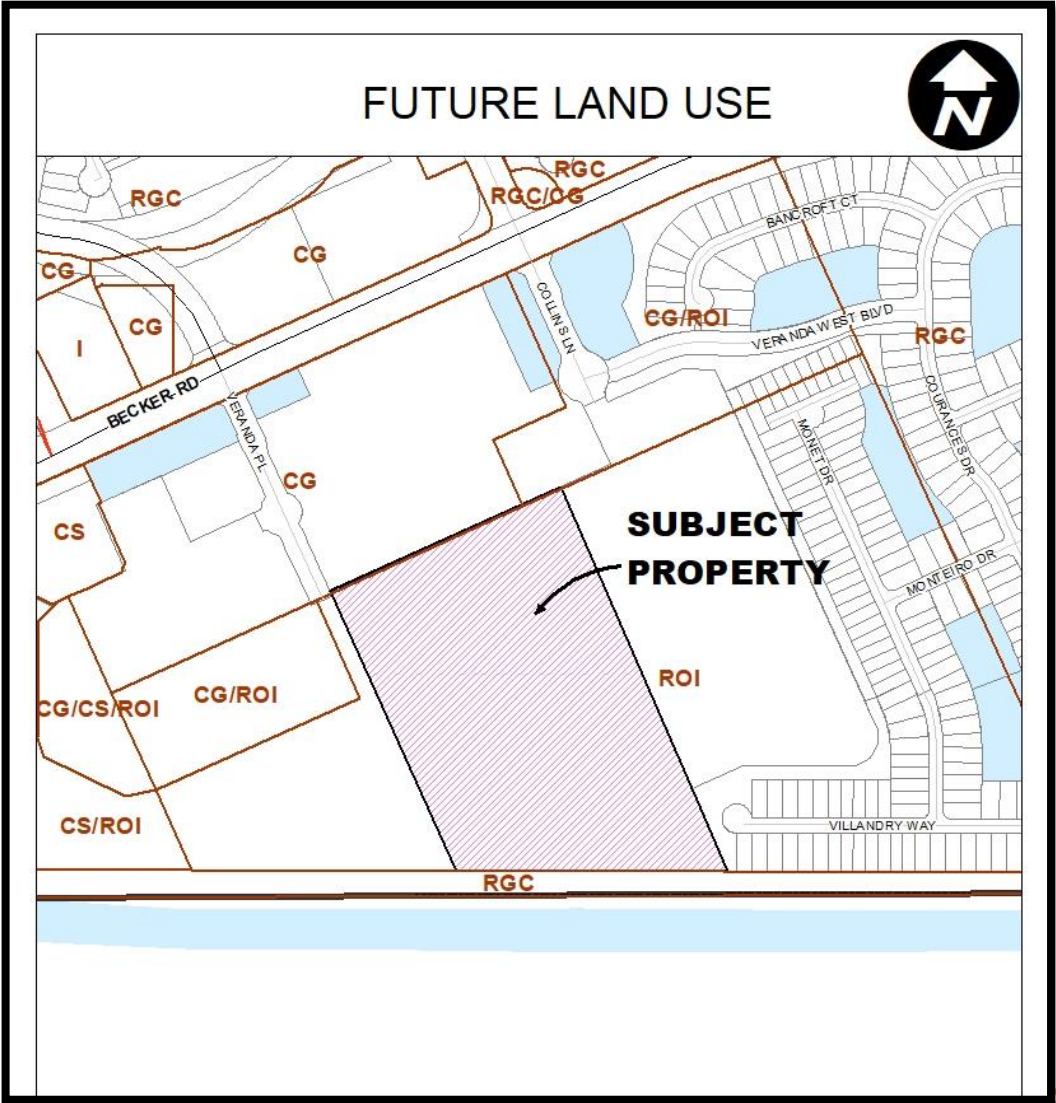 FUTURE LAND USE
N
RGC
RGC
RGC/CG
BANCROFT CT
CG
CG
COLLINS LN
CG/ROI
VERANDA WEST BLVD
CG
I
RGC
BECKER RD
VERANDA PL
COURANGES DR
MONET DR
CG
CS
SUBJECT
PROPERTY
MONTEIRO DR
ROI
CG/ROI
CG/CS/ROI
CS/ROI
VILLANDRY WAY
RGC